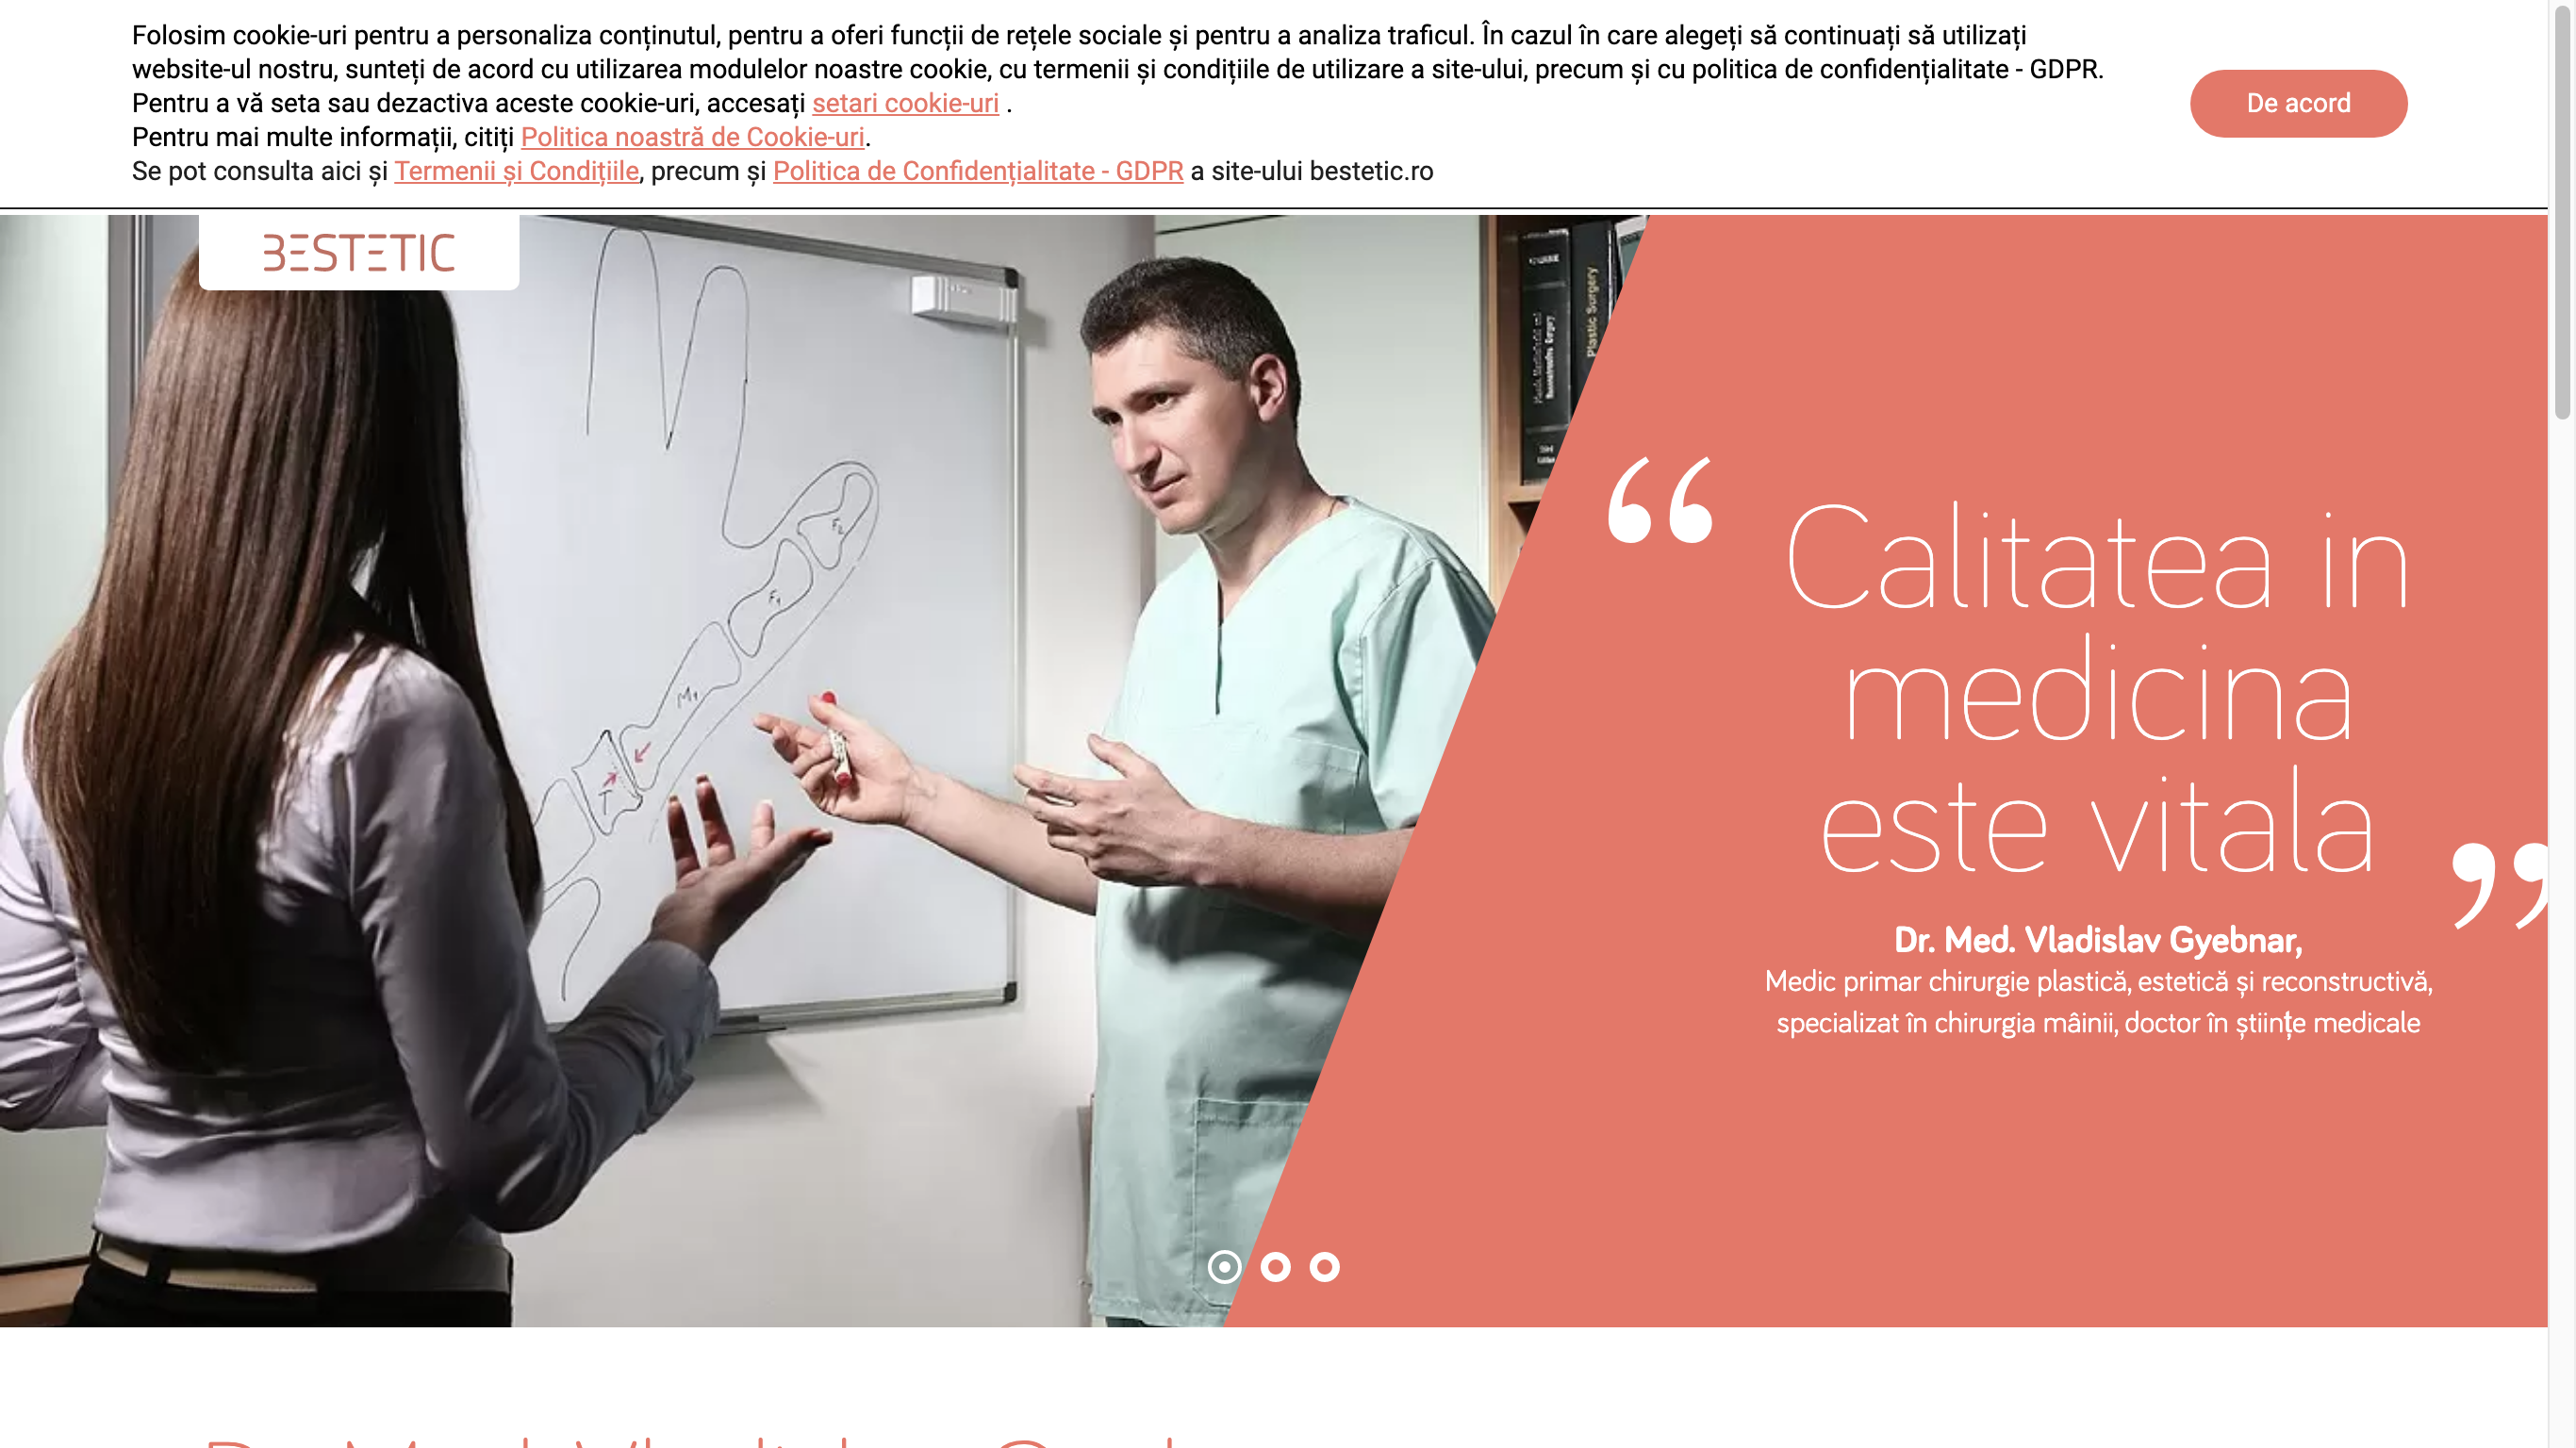 Folosim cookie-uri pentru a personaliza conținutul, pentru a oferi funcții de rețele sociale și pentru a analiza traficul. În cazul în care alegeți să continuați să utilizați
website-ul nostru, sunteți de acord cu utilizarea modulelor noastre cookie, cu termenii și condițiile de utilizare a site-ului, precum și cu politica de confidențialitate - GDPR.
Pentru a vă seta sau dezactiva aceste cookie-uri, accesați setari cookie-uri .
Pentru mai multe informații, citiți Politica noastră de Cookie-uri.
Se pot consulta aici și Termenii și Condițiile, precum și Politica de Confidențialitate - GDPR a site-ului bestetic.ro
De acord
BESTETIC
Plastic Surgery
F2
F1
M1
T
“ Calitatea in
medicina
este vitala ”
Dr. Med. Vladislav Gyebnar,
Medic primar chirurgie plastică, estetică și reconstructivă,
specializat în chirurgia mâinii, doctor în științe medicale